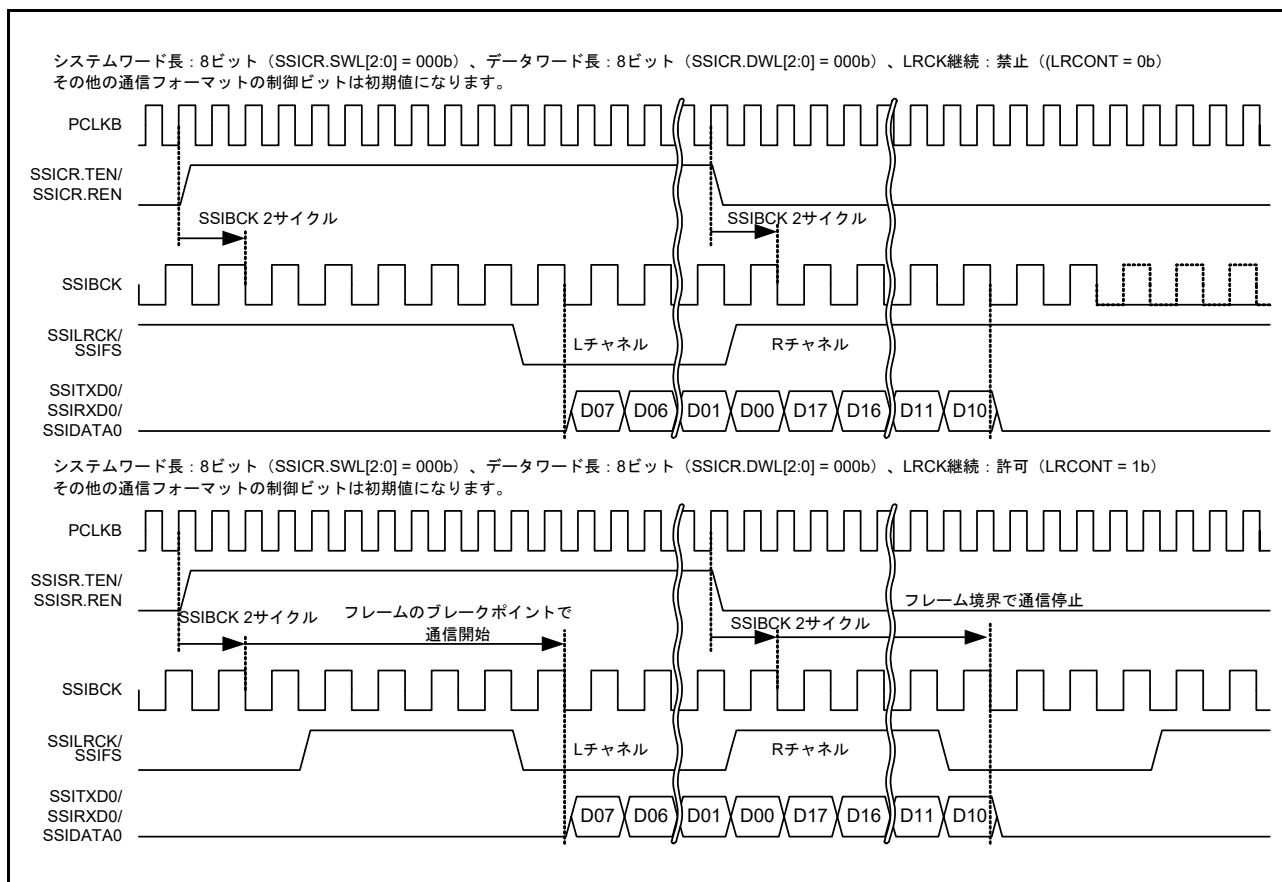 システムワード長：8ビット（SSICR.SWL[2:0] = 000b）、データワード長：8ビット（SSICR.DWL[2:0] = 000b）、LRCK継続：禁止（(LRCONT = 0b）
その他の通信フォーマットの制御ビットは初期値になります。
PCLKB
SSICR.TEN/
SSICR.REN
SSIBCK 2サイクル
SSIBCK 2サイクル
SSIBCK
SSILRCK/
SSIFS
Lチャネル
Rチャネル
SSITXD0/
SSIRXD0/
SSIDATA0
D07 D06 D01 D00 D17 D16 D11 D10
システムワード長：8ビット（SSICR.SWL[2:0] = 000b）、データワード長：8ビット（SSICR.DWL[2:0] = 000b）、LRCK継続：許可（LRCONT = 1b）
その他の通信フォーマットの制御ビットは初期値になります。
PCLKB
SSISR.TEN/
SSISR.REN
SSIBCK 2サイクル
フレームのブレークポイントで
通信開始
SSIBCK 2サイクル
フレーム境界で通信停止
SSIBCK
SSILRCK/
SSIFS
Lチャネル
Rチャネル
SSITXD0/
SSIRXD0/
SSIDATA0
D07 D06 D01 D00 D17 D16 D11 D10